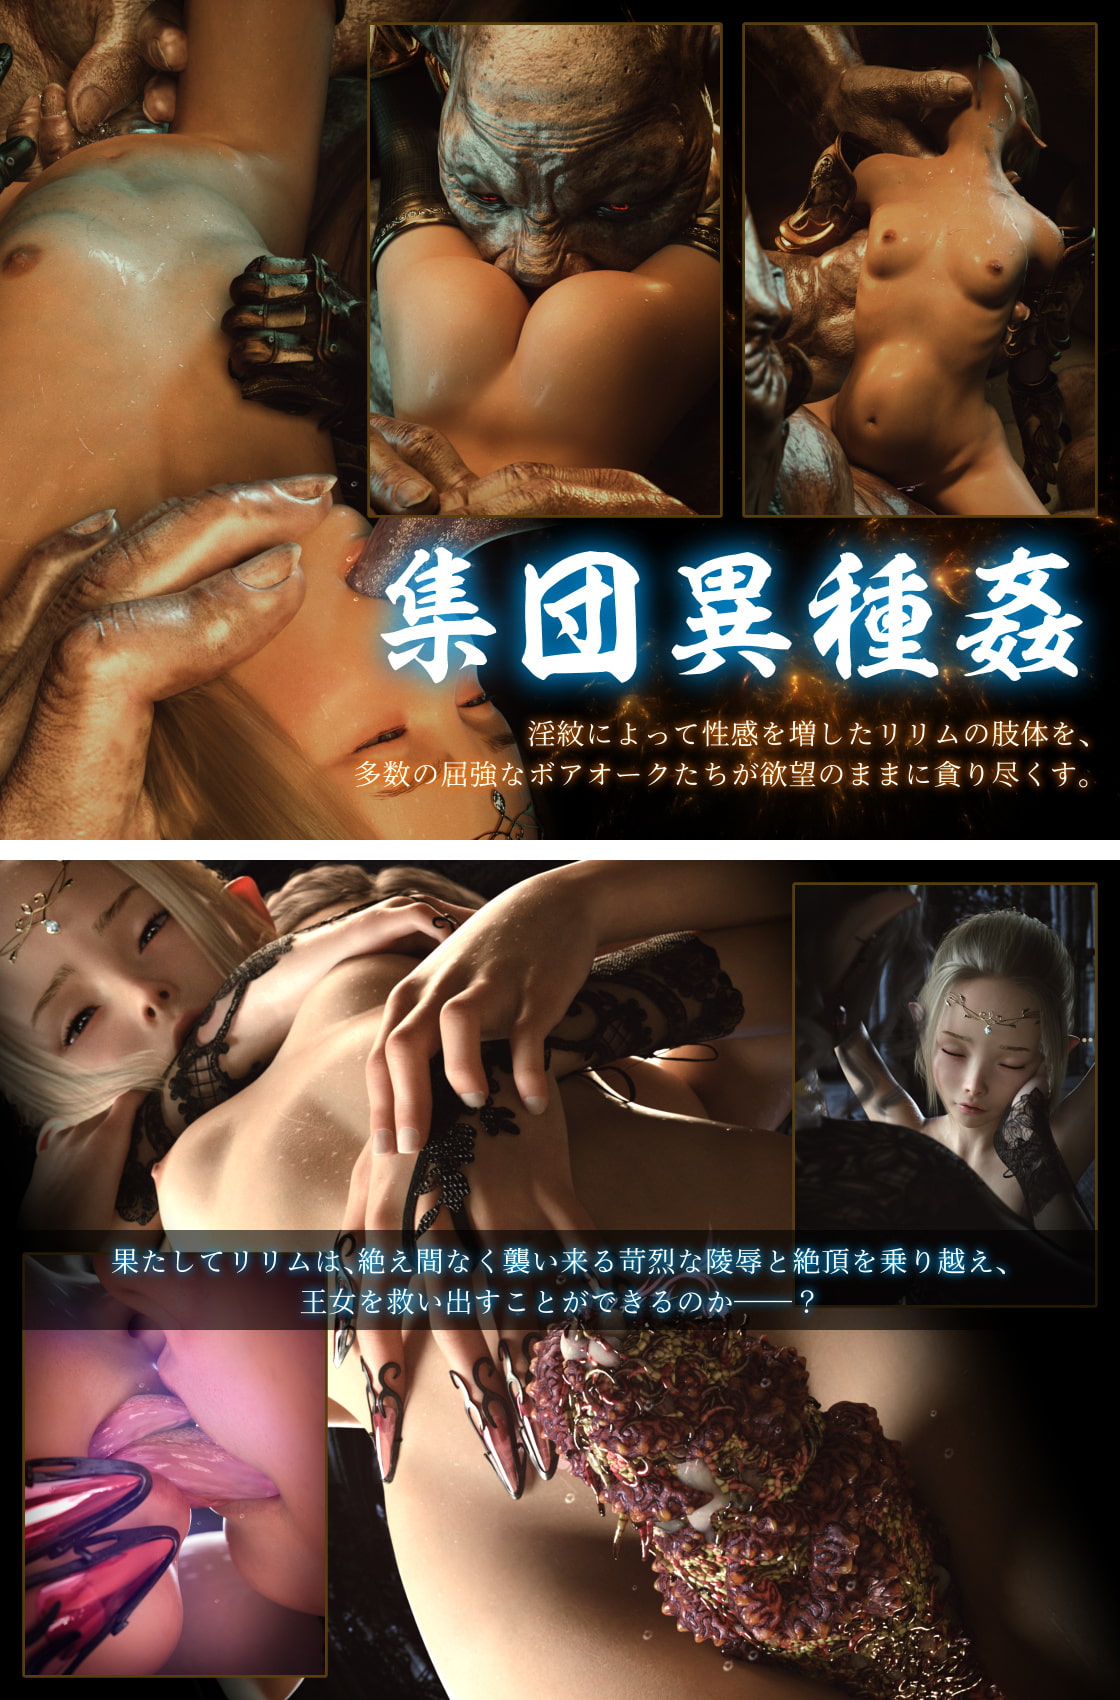 集団異種姦
淫紋によって性感を増したリリムの肢体を、
多数の屈強なボアオークたちが欲望のままに貪り尽くす。
果たしてリリムは、絶え間なく襲い来る苛烈な陵辱と絶頂を乗り越え、
王女を救い出すことができるのか――？